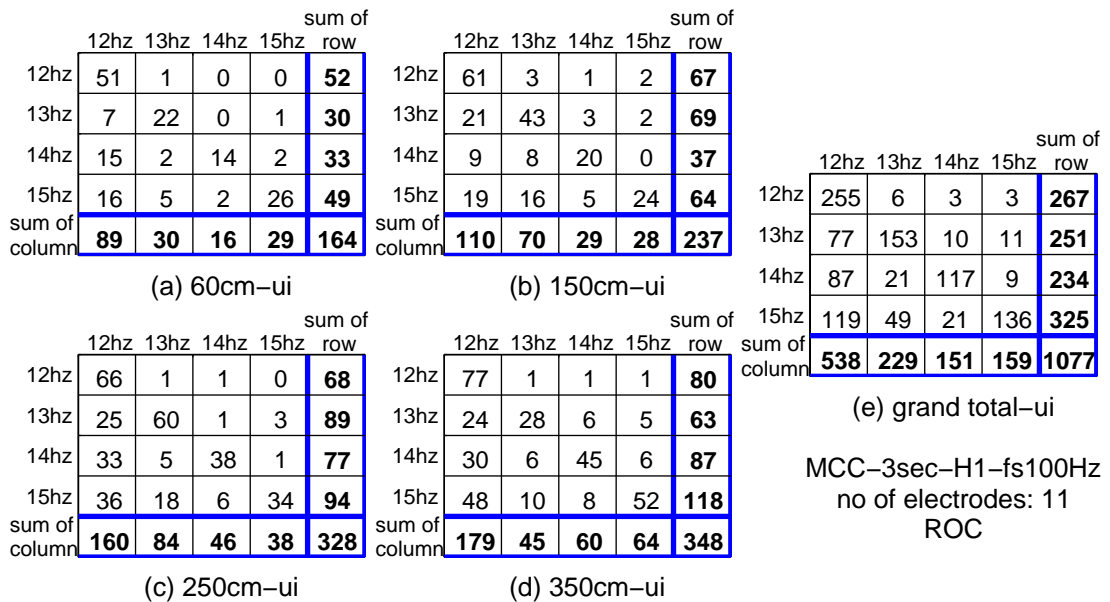 sum of
12hz 13hz 14hz 15hz row
12hz 51 1 0 0 52
13hz 7 22 0 1 30
14hz 15 2 14 2 33
15hz 16 5 2 26 49
sum of
column 89 30 16 29 164
(a) 60cm−ui
sum of
12hz 13hz 14hz 15hz row
12hz 61 3 1 2 67
13hz 21 43 3 2 69
14hz 9 8 20 0 37
15hz 19 16 5 24 64
sum of
column 110 70 29 28 237
(b) 150cm−ui
sum of
12hz 13hz 14hz 15hz row
12hz 66 1 1 0 68
13hz 25 60 1 3 89
14hz 33 5 38 1 77
15hz 36 18 6 34 94
sum of
column 160 84 46 38 328
(c) 250cm−ui
sum of
12hz 13hz 14hz 15hz row
12hz 77 1 1 1 80
13hz 24 28 6 5 63
14hz 30 6 45 6 87
15hz 48 10 8 52 118
sum of
column 179 45 60 64 348
(d) 350cm−ui
sum of
12hz 13hz 14hz 15hz row
12hz 255 6 3 3 267
13hz 77 153 10 11 251
14hz 87 21 117 9 234
15hz 119 49 21 136 325
sum of
column 538 229 151 159 1077
(e) grand total−ui
MCC−3sec−H1−fs100Hz
no of electrodes: 11
ROC